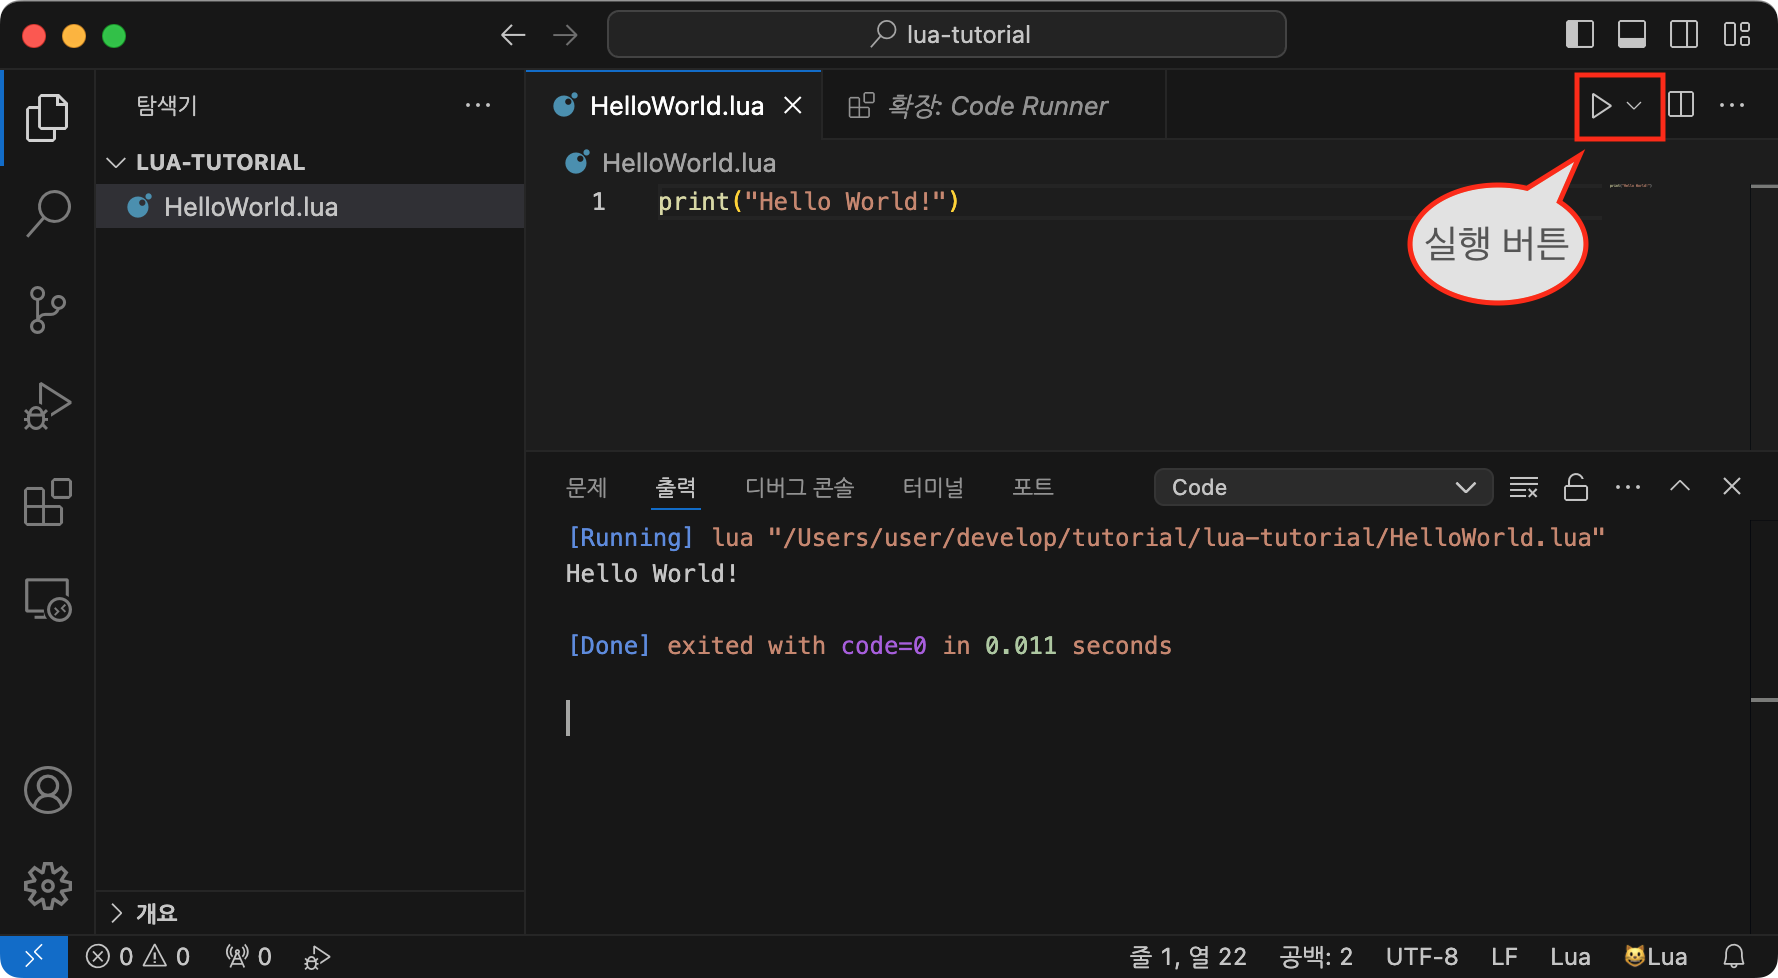 lua-tutorial
탐색기
LUA-TUTORIAL
HelloWorld.lua
개요
HelloWorld.lua
확장: Code Runner
HelloWorld.lua
1 print("Hello World!")
print("Hello World!")
실행 버튼
문제 출력 디버그 콘솔 터미널 포트 Code
[Running] lua "/Users/user/develop/tutorial/lua-tutorial/HelloWorld.lua"
Hello World!
[Done] exited with code=0 in 0.011 seconds
0 0 0 줄 1, 열 22 공백: 2 UTF-8 LF Lua 😺Lua